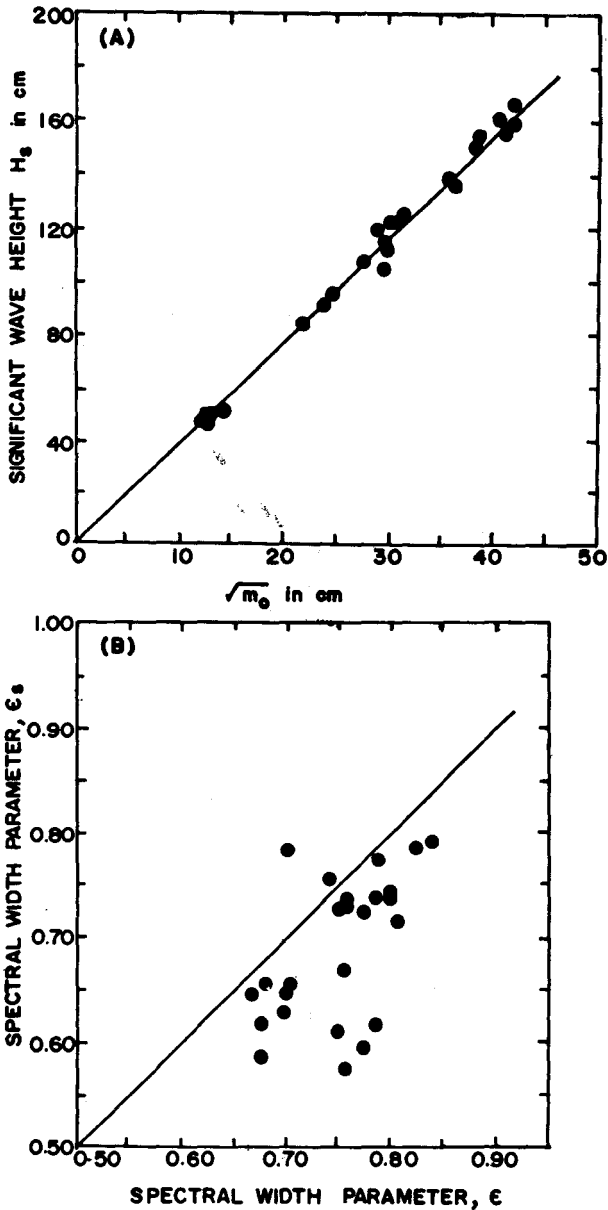 (A)
SIGNIFICANT WAVE HEIGHT Hs in cm
200
160
120
80
40
0
0 10 20 30 40 50
√mo in cm
(B)
SPECTRAL WIDTH PARAMETER, εs
1.00
0.90
0.80
0.70
0.60
0.50
0.50 0.60 0.70 0.80 0.90
SPECTRAL WIDTH PARAMETER, ε